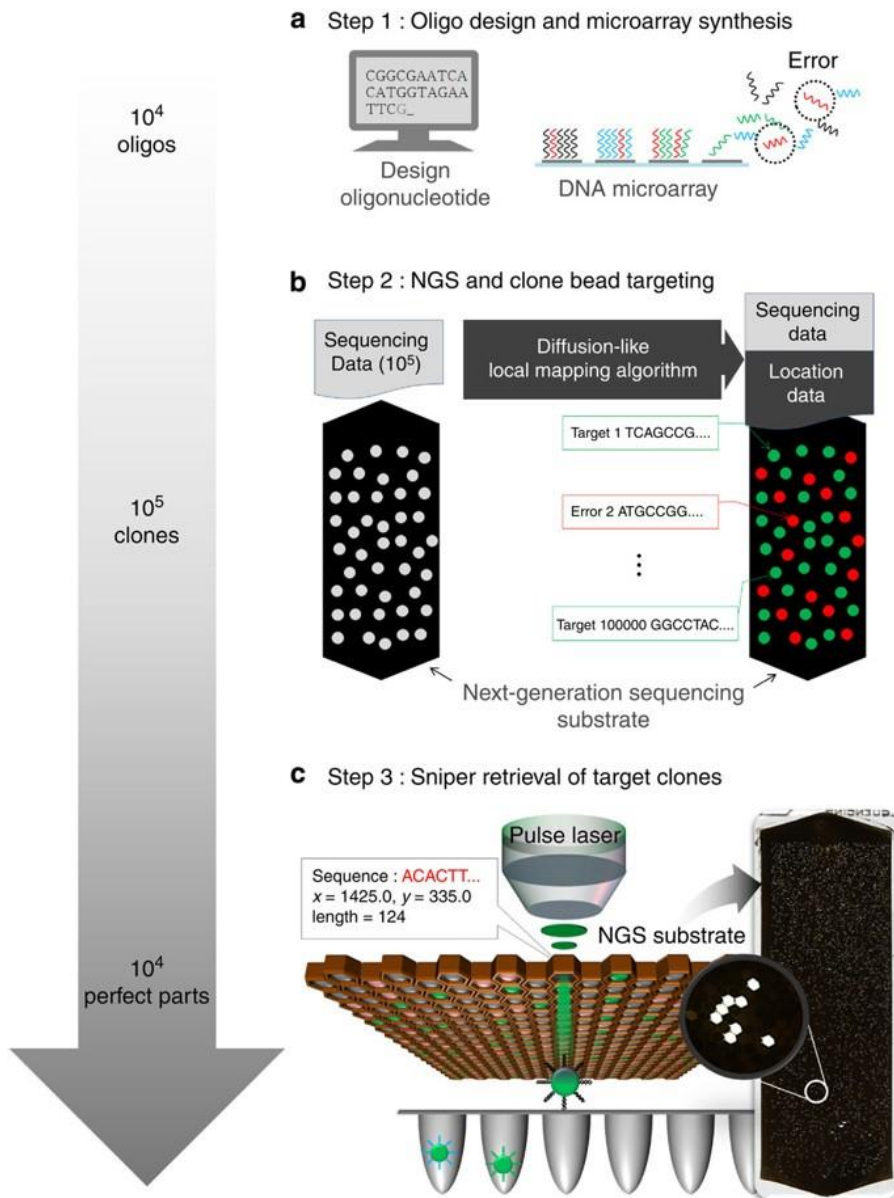 a Step 1 : Oligo design and microarray synthesis
CGGCGAATCA
CATGGTAGAA
TTCG_
Error
10⁴
oligos
Design
oligonucleotide
DNA microarray
b Step 2 : NGS and clone bead targeting
Sequencing
Data (10⁵)
Diffusion-like
local mapping algorithm
Sequencing
data
Location
data
Target 1 TCAGCCG....
10⁵
clones
Error 2 ATGCCGG....
Target 100000 GGCCTAC....
Next-generation sequencing
substrate
c Step 3 : Sniper retrieval of target clones
Pulse laser
Sequence : ACACTT...
x = 1425.0, y = 335.0
length = 124
NGS substrate
10⁴
perfect parts